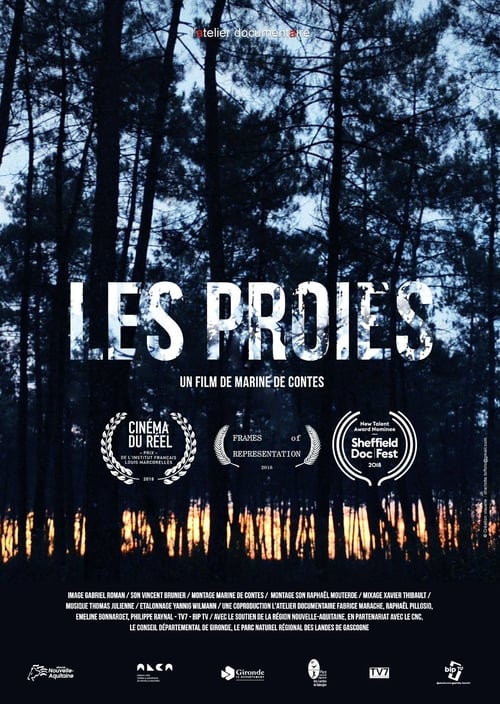 l'atelier documentaire
LES PROIES
UN FILM DE MARINE DE CONTES
CINÉMA
DU RÉEL
- PRIX -
DE L'INSTITUT FRANÇAIS
LOUIS MARCORELLES
2018
FRAMES of
REPRESENTATION
2018
New Talent
Award Nominee
Sheffield
Doc|Fest
2018
IMAGE GABRIEL ROMAN / SON VINCENT BRUNIER / MONTAGE MARINE DE CONTES / MONTAGE SON RAPHAËL MOUTERDE / MIXAGE XAVIER THIBAULT /
MUSIQUE THOMAS JULIENNE / ETALONNAGE YANNIG WILMANN / UNE COPRODUCTION L'ATELIER DOCUMENTAIRE FABRICE MARACHE, RAPHAËL PILLOSIO,
EMELINE BONNARDET, PHILIPPE RAYNAL - TV7 - BIP TV / AVEC LE SOUTIEN DE LA RÉGION NOUVELLE-AQUITAINE, EN PARTENARIAT AVEC LE CNC,
LE CONSEIL DÉPARTEMENTAL DE GIRONDE, LE PARC NATUREL RÉGIONAL DES LANDES DE GASCOGNE
Nouvelle-
Aquitaine
ALCA
Gironde
LE DÉPARTEMENT
TV7
bip
TV